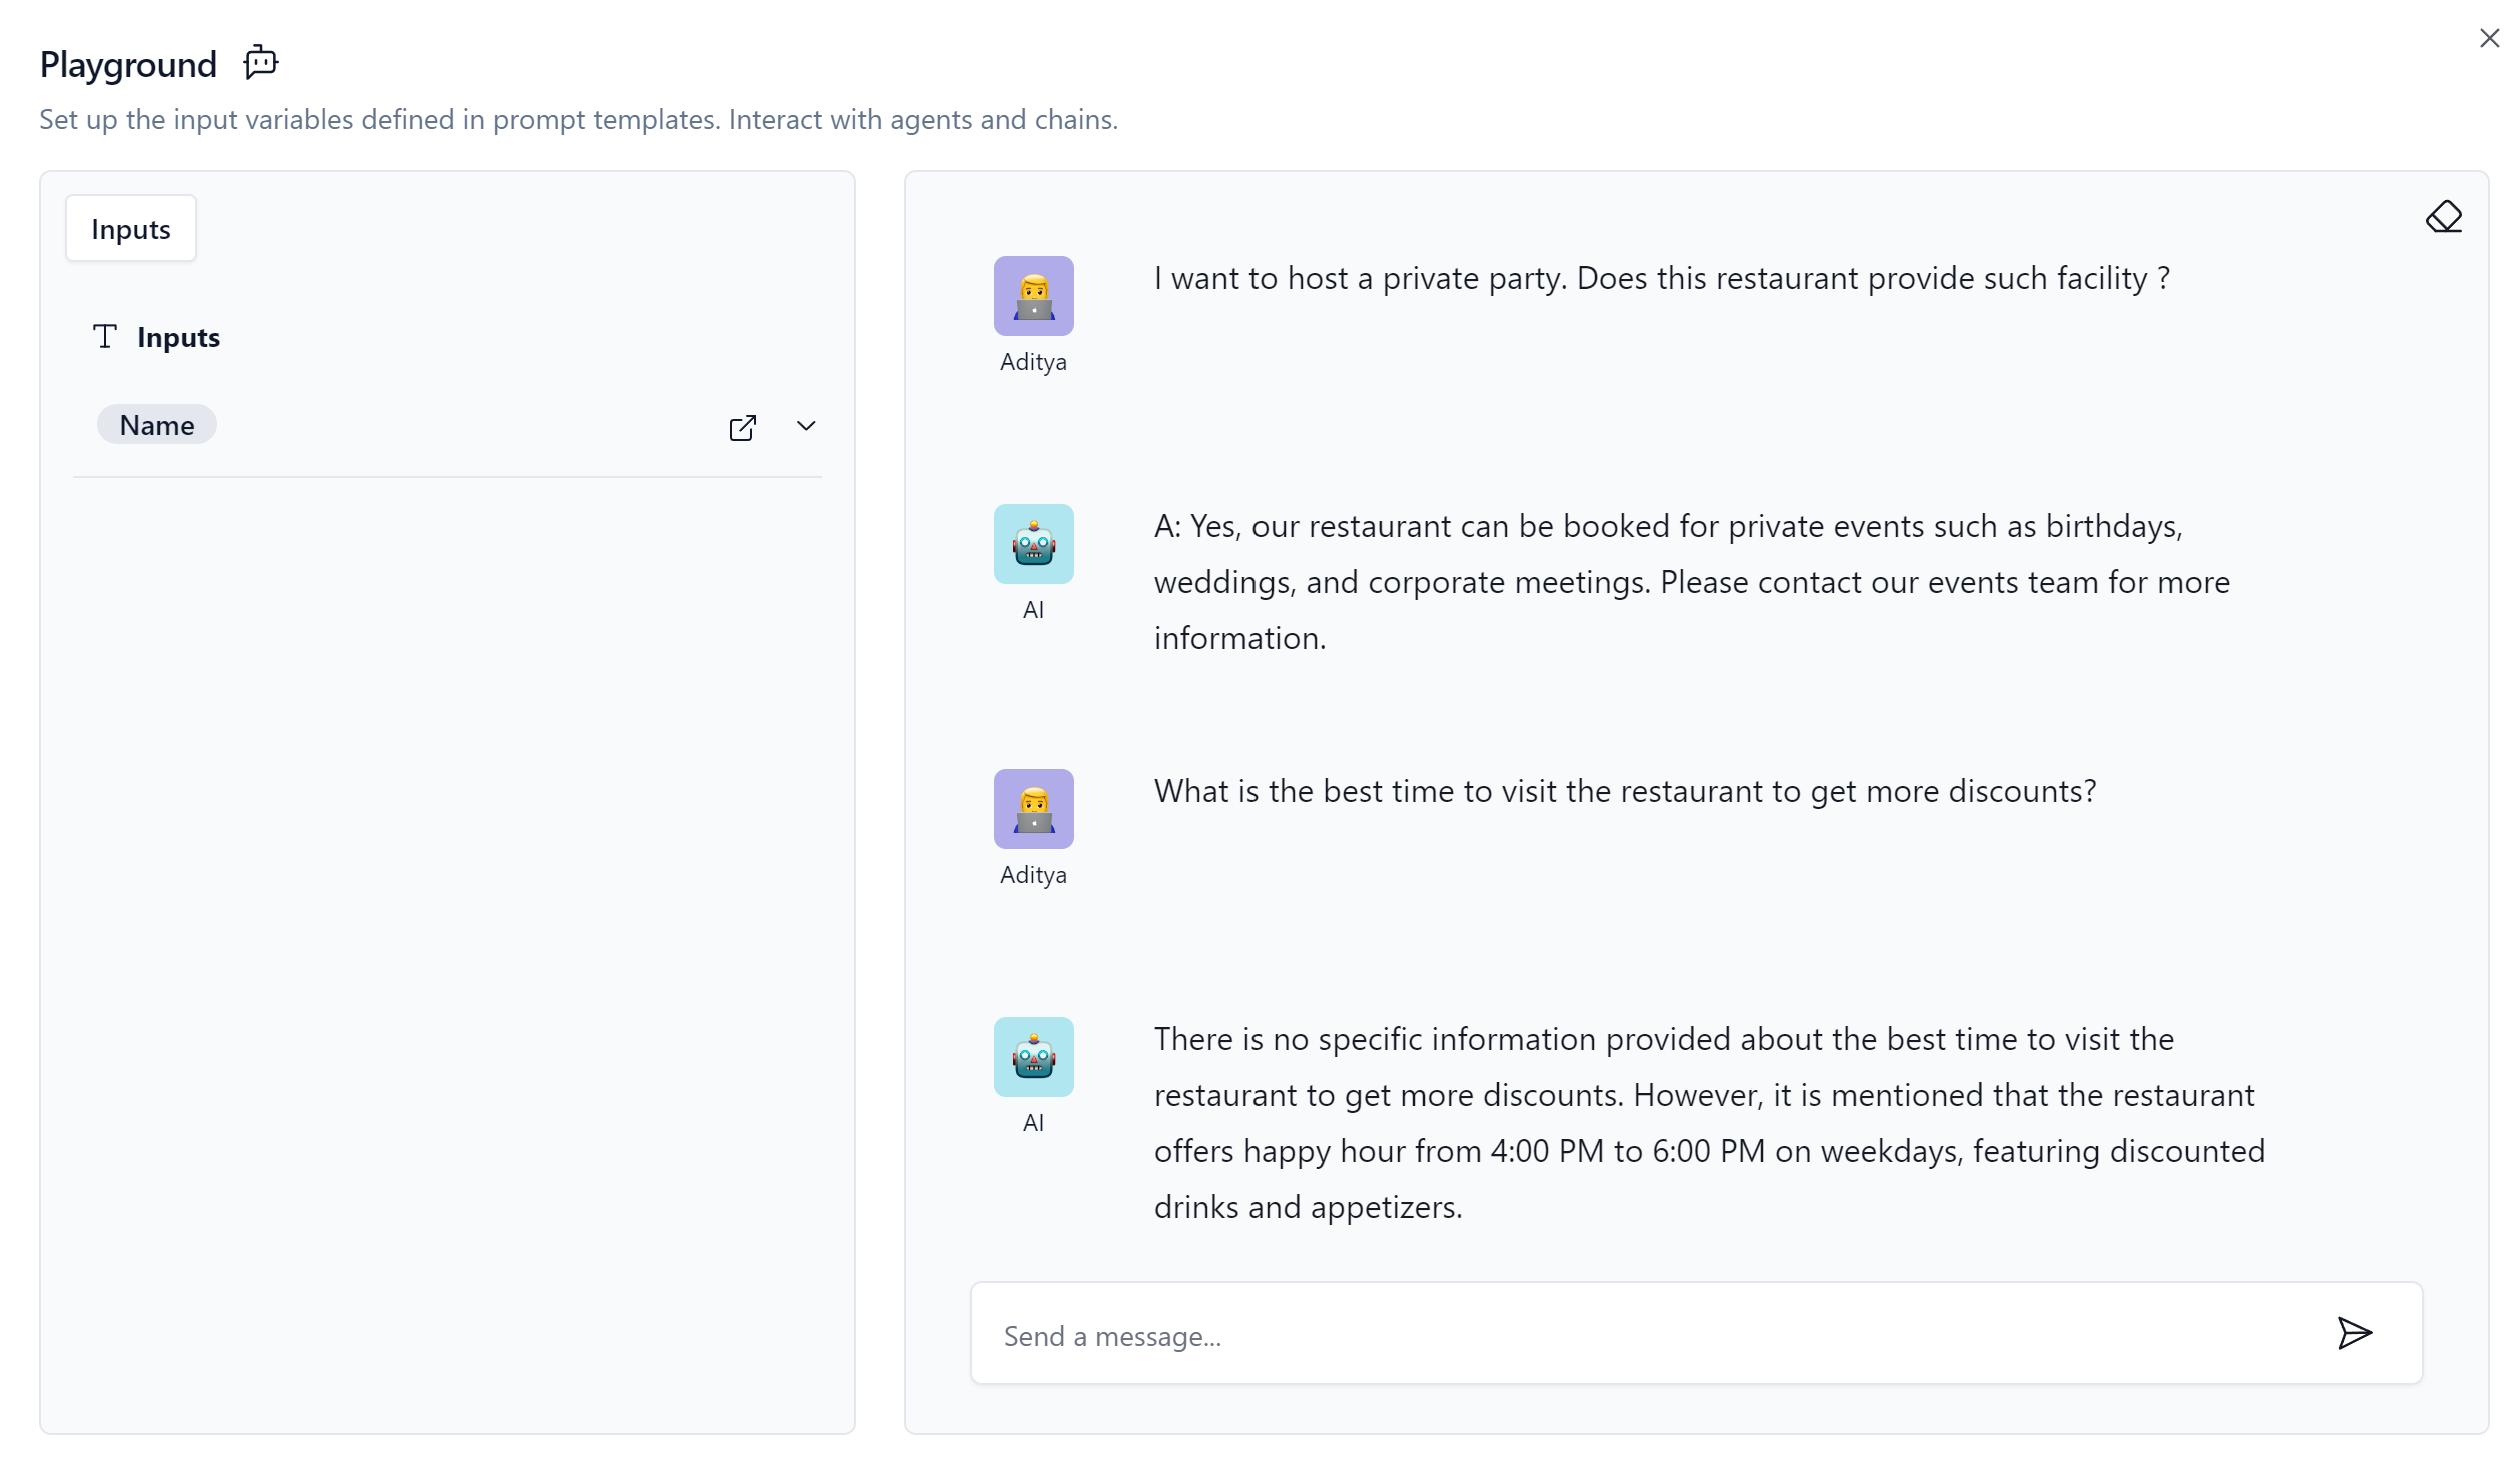 Playground
Set up the input variables defined in prompt templates. Interact with agents and chains.
Inputs
Inputs
Name
I want to host a private party. Does this restaurant provide such facility ?
Aditya
A: Yes, our restaurant can be booked for private events such as birthdays,
weddings, and corporate meetings. Please contact our events team for more
information.
AI
What is the best time to visit the restaurant to get more discounts?
Aditya
There is no specific information provided about the best time to visit the
restaurant to get more discounts. However, it is mentioned that the restaurant
offers happy hour from 4:00 PM to 6:00 PM on weekdays, featuring discounted
drinks and appetizers.
AI
Send a message...